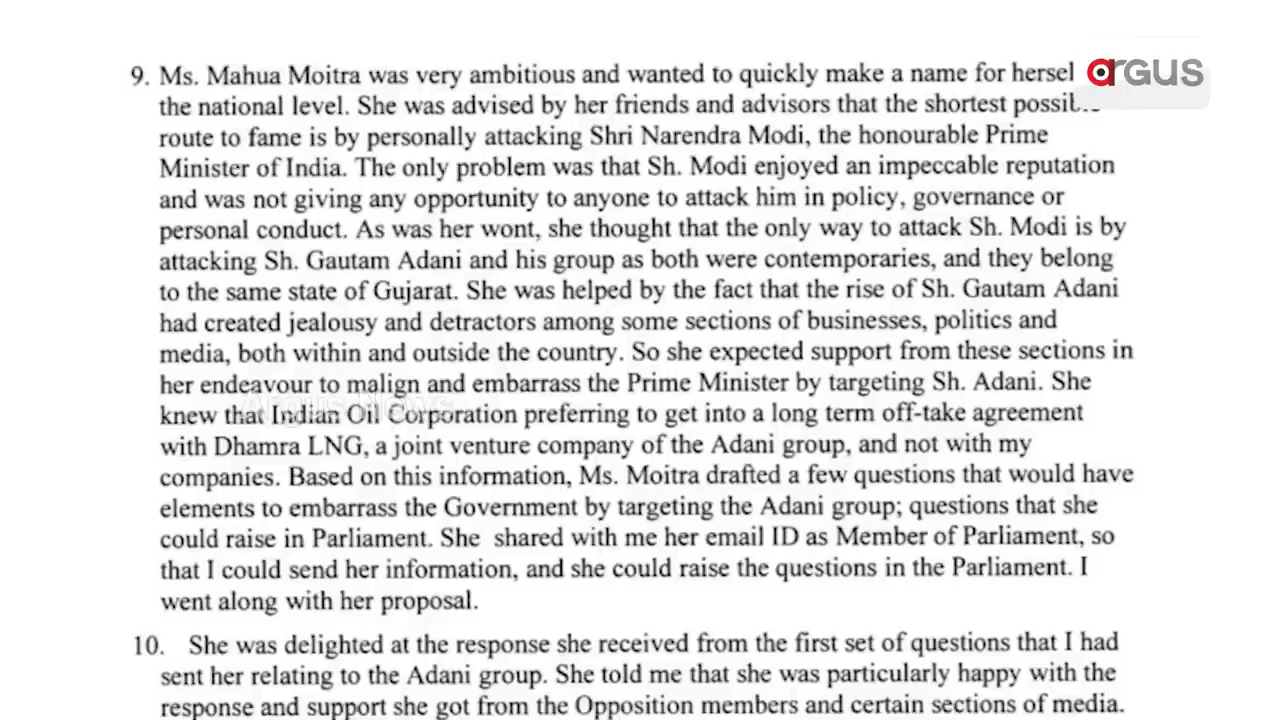 argus
9. Ms. Mahua Moitra was very ambitious and wanted to quickly make a name for hersel
the national level. She was advised by her friends and advisors that the shortest possib
route to fame is by personally attacking Shri Narendra Modi, the honourable Prime
Minister of India. The only problem was that Sh. Modi enjoyed an impeccable reputation
and was not giving any opportunity to anyone to attack him in policy, governance or
personal conduct. As was her wont, she thought that the only way to attack Sh. Modi is by
attacking Sh. Gautam Adani and his group as both were contemporaries, and they belong
to the same state of Gujarat. She was helped by the fact that the rise of Sh. Gautam Adani
had created jealousy and detractors among some sections of businesses, politics and
media, both within and outside the country. So she expected support from these sections in
her endeavour to malign and embarrass the Prime Minister by targeting Sh. Adani. She
Argus News
knew that Indian Oil Corporation preferring to get into a long term off-take agreement
with Dhamra LNG, a joint venture company of the Adani group, and not with my
companies. Based on this information, Ms. Moitra drafted a few questions that would have
elements to embarrass the Government by targeting the Adani group; questions that she
could raise in Parliament. She shared with me her email ID as Member of Parliament, so
that I could send her information, and she could raise the questions in the Parliament. I
went along with her proposal.
10. She was delighted at the response she received from the first set of questions that I had
sent her relating to the Adani group. She told me that she was particularly happy with the
response and support she got from the Opposition members and certain sections of media.